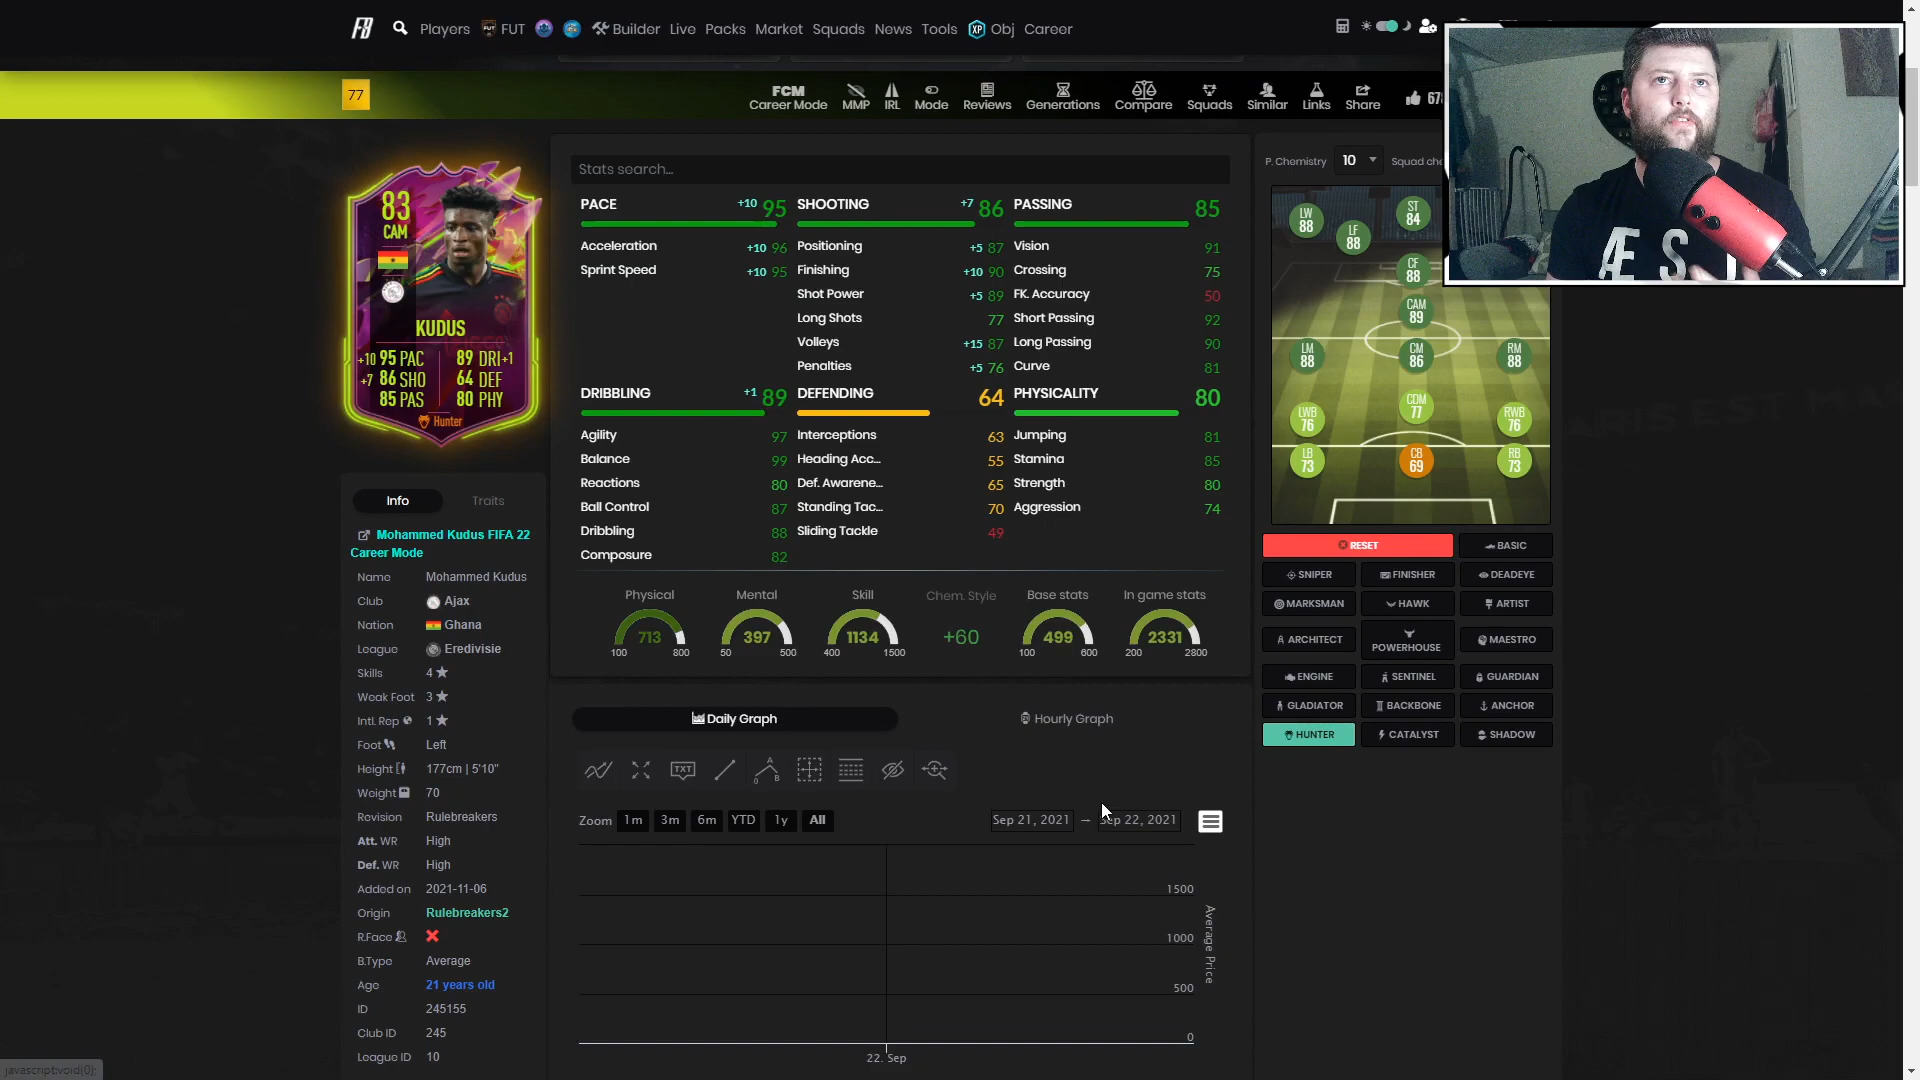 FB Players FUT Builder Live Packs Market Squads News Tools XP Obj Career
77
FCM
Career Mode MMP IRL Mode Reviews Generations Compare Squads Similar Links Share
83
CAM
KUDUS
+10 95 PAC 89 DRI+1
+7 86 SHO 64 DEF
85 PAS 80 PHY
Hunter
Stats search...
PACE +10 95 SHOOTING +7 86 PASSING 85
Acceleration +10 96 Positioning +5 87 Vision 91
Sprint Speed +10 95 Finishing +10 90 Crossing 75
Shot Power +5 89 FK. Accuracy 50
Long Shots 77 Short Passing 92
Volleys +15 87 Long Passing 90
Penalties +5 76 Curve 81
DRIBBLING +1 89 DEFENDING 64 PHYSICALITY 80
Agility 97 Interceptions 63 Jumping 81
Balance 99 Heading Acc... 55 Stamina 85
Reactions 80 Def. Awarene... 65 Strength 80
Ball Control 87 Standing Tac... 70 Aggression 74
Dribbling 88 Sliding Tackle 49
Composure 82
Physical Mental Skill Chem. Style Base stats In game stats
713 397 1134 +60 499 2331
100 800 50 500 400 1500 100 600 200 2800
Info Traits
Mohammed Kudus FIFA 22
Career Mode
Name Mohammed Kudus
Club Ajax
Nation Ghana
League Eredivisie
Skills 4
Weak Foot 3
Intl. Rep 1
Foot Left
Height 177cm | 5'10"
Weight 70
Revision Rulebreakers
Att. WR High
Def. WR High
Added on 2021-11-06
Origin Rulebreakers2
R.Face
B.Type Average
Age 21 years old
ID 245155
Club ID 245
League ID 10
Daily Graph Hourly Graph
TXT
A
0 B
Zoom 1m 3m 6m YTD 1y All Sep 21, 2021 → Sep 22, 2021
1500
1000
500
0
Average Price
22. Sep
P. Chemistry 10 Squad che
LW
88
LF
88
ST
84
CF
88
CAM
89
LM
88
CM
86
RM
88
LWB
76
CDM
77
RWB
76
LB
73
CB
69
RB
73
RESET BASIC
SNIPER FINISHER DEADEYE
MARKSMAN HAWK ARTIST
ARCHITECT POWERHOUSE MAESTRO
ENGINE SENTINEL GUARDIAN
GLADIATOR BACKBONE ANCHOR
HUNTER CATALYST SHADOW
Æ S
javascript:void(0);